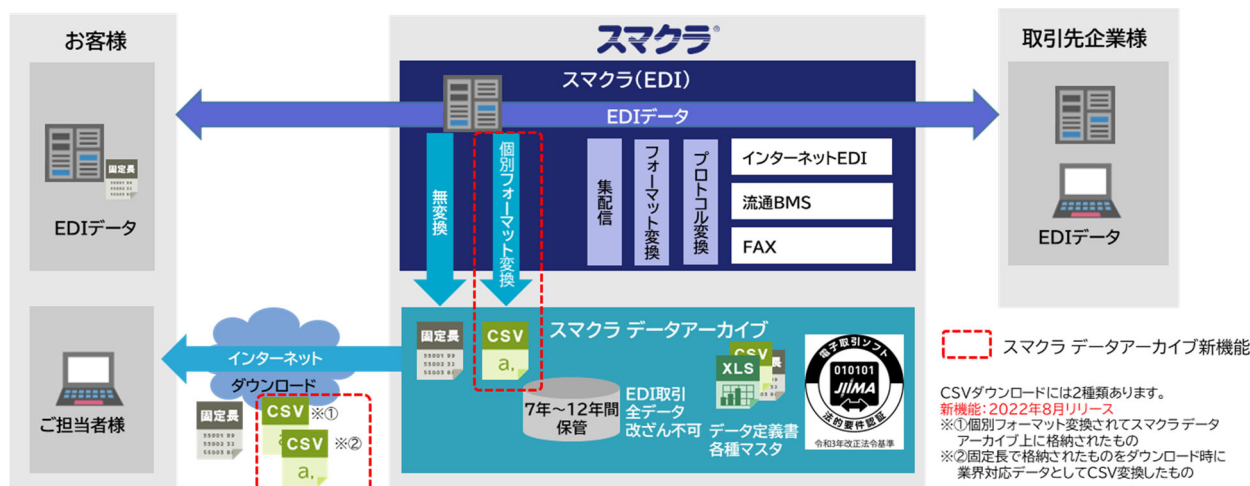 お客様
EDIデータ
固定長
55001 99
55002 32
55003 8
ご担当者様
スマクラ®
スマクラ(EDI)
EDIデータ
無変換
個別フォーマット変換
集配信
フォーマット変換
プロトコル変換
インターネットEDI
流通BMS
FAX
取引先企業様
EDIデータ
インターネット
ダウンロード
固定長
55001 99
55002 32
CSV
※①
CSV
※②
a,
スマクラ データアーカイブ
固定長
55001 99
55002 32
CSV
a,
7年~12年間
保管
EDI取引
全データ
改ざん不可
CSV
XLS
データ定義書
各種マスタ
電子取引ソフト
010101
JIIMA
法的要件認証
令和3年改正法令基準
スマクラ データアーカイブ新機能
CSVダウンロードには2種類あります。
新機能:2022年8月リリース
※①個別フォーマット変換されてスマクラ データ
アーカイブ上に格納されたもの
※②固定長で格納されたものをダウンロード時に
業界対応データとしてCSV変換したもの